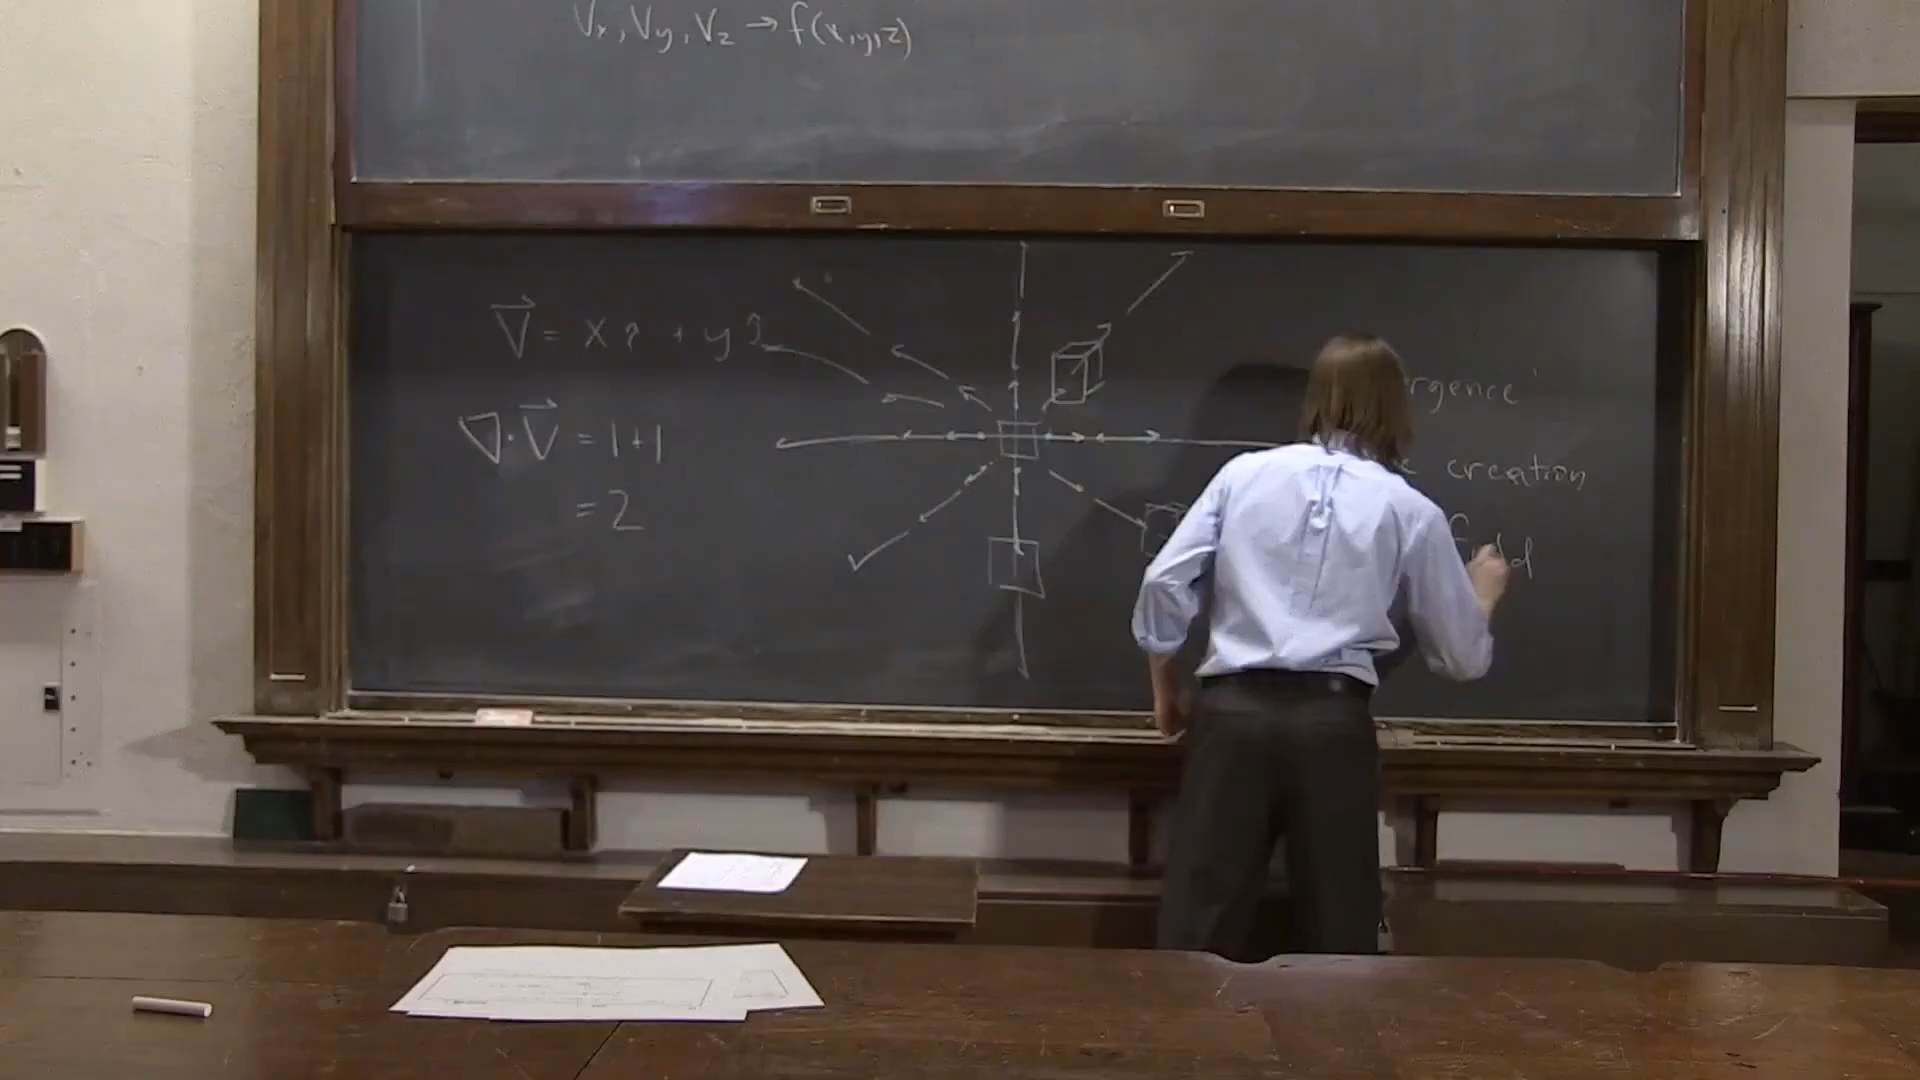 Vx, Vy, Vz → f(x,y,z)
V⃗ = x î + y ĵ
∇·V⃗ = 1+1
= 2
rgence'
creation